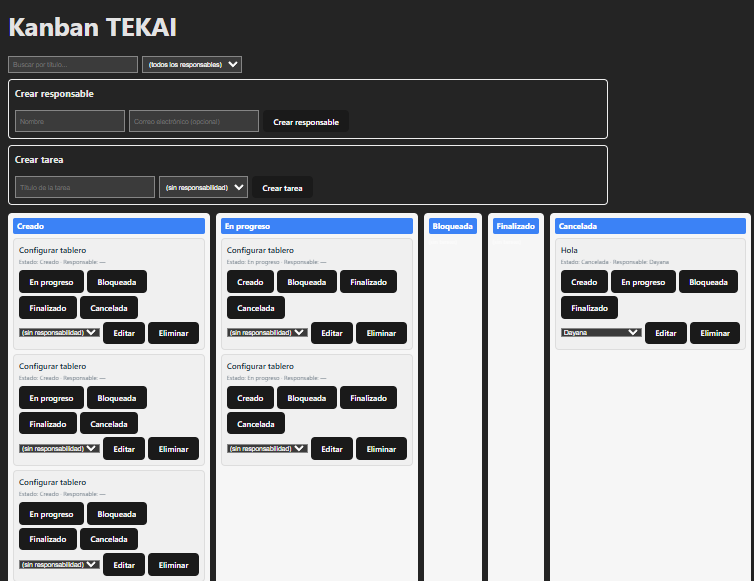 Kanban TEKAI
Buscar por título... (todos los responsables)
Crear responsable
Nombre Correo electrónico (opcional) Crear responsable
Crear tarea
Título de la tarea (sin responsabilidad) Crear tarea
Creado
Configurar tablero
Estado: Creado · Responsable: —
En progreso Bloqueada
Finalizado Cancelada
(sin responsabilidad) Editar Eliminar
Configurar tablero
Estado: Creado · Responsable: —
En progreso Bloqueada
Finalizado Cancelada
(sin responsabilidad) Editar Eliminar
Configurar tablero
Estado: Creado · Responsable: —
En progreso Bloqueada
Finalizado Cancelada
(sin responsabilidad) Editar Eliminar
En progreso
Configurar tablero
Estado: En progreso · Responsable: —
Creado Bloqueada Finalizado
Cancelada
(sin responsabilidad) Editar Eliminar
Configurar tablero
Estado: En progreso · Responsable: —
Creado Bloqueada Finalizado
Cancelada
(sin responsabilidad) Editar Eliminar
Bloqueada
Finalizado
Cancelada
Hola
Estado: Cancelada · Responsable: Dayana
Creado En progreso Bloqueada
Finalizado
Dayana Editar Eliminar